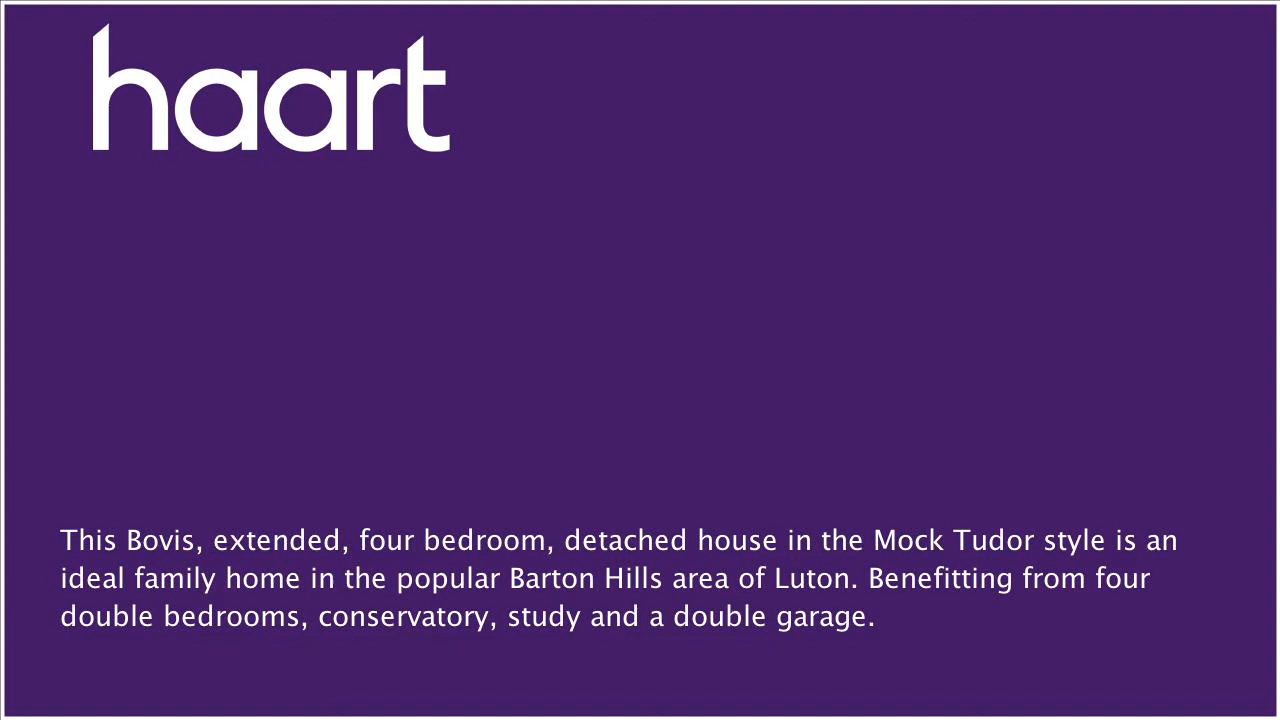 haart
This Bovis, extended, four bedroom, detached house in the Mock Tudor style is an
ideal family home in the popular Barton Hills area of Luton. Benefitting from four
double bedrooms, conservatory, study and a double garage.